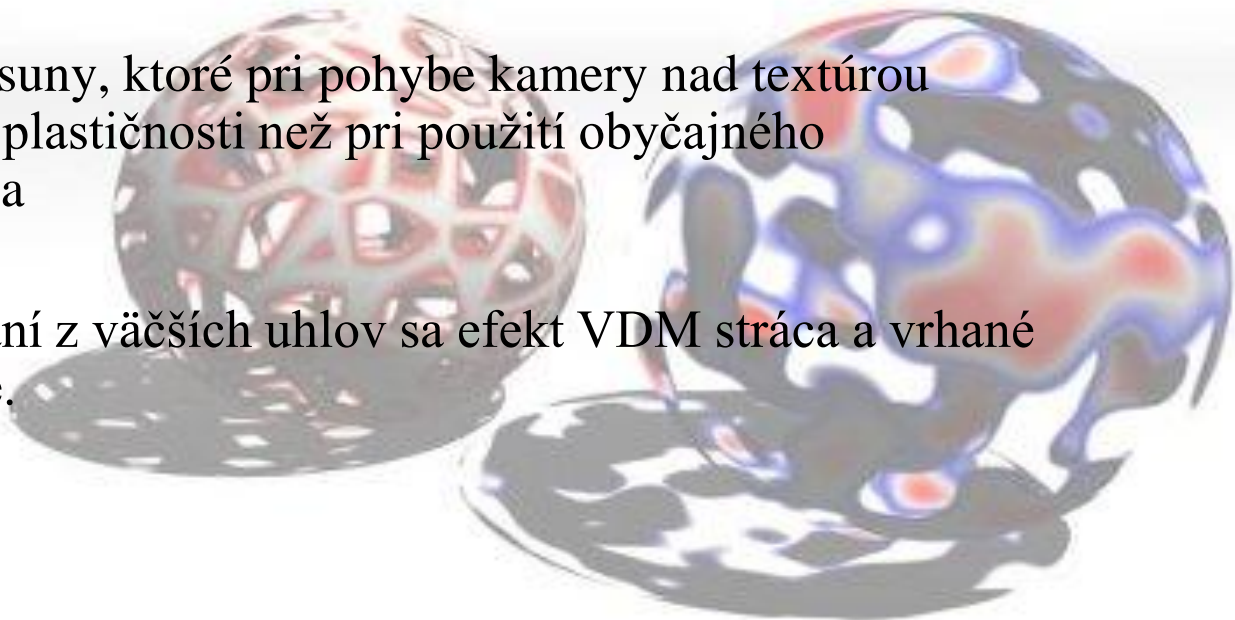 suny, ktoré pri pohybe kamery nad textúrou
plastičnosti než pri použití obyčajného
a
z väčších uhlov sa efekt VDM stráca a vrhané